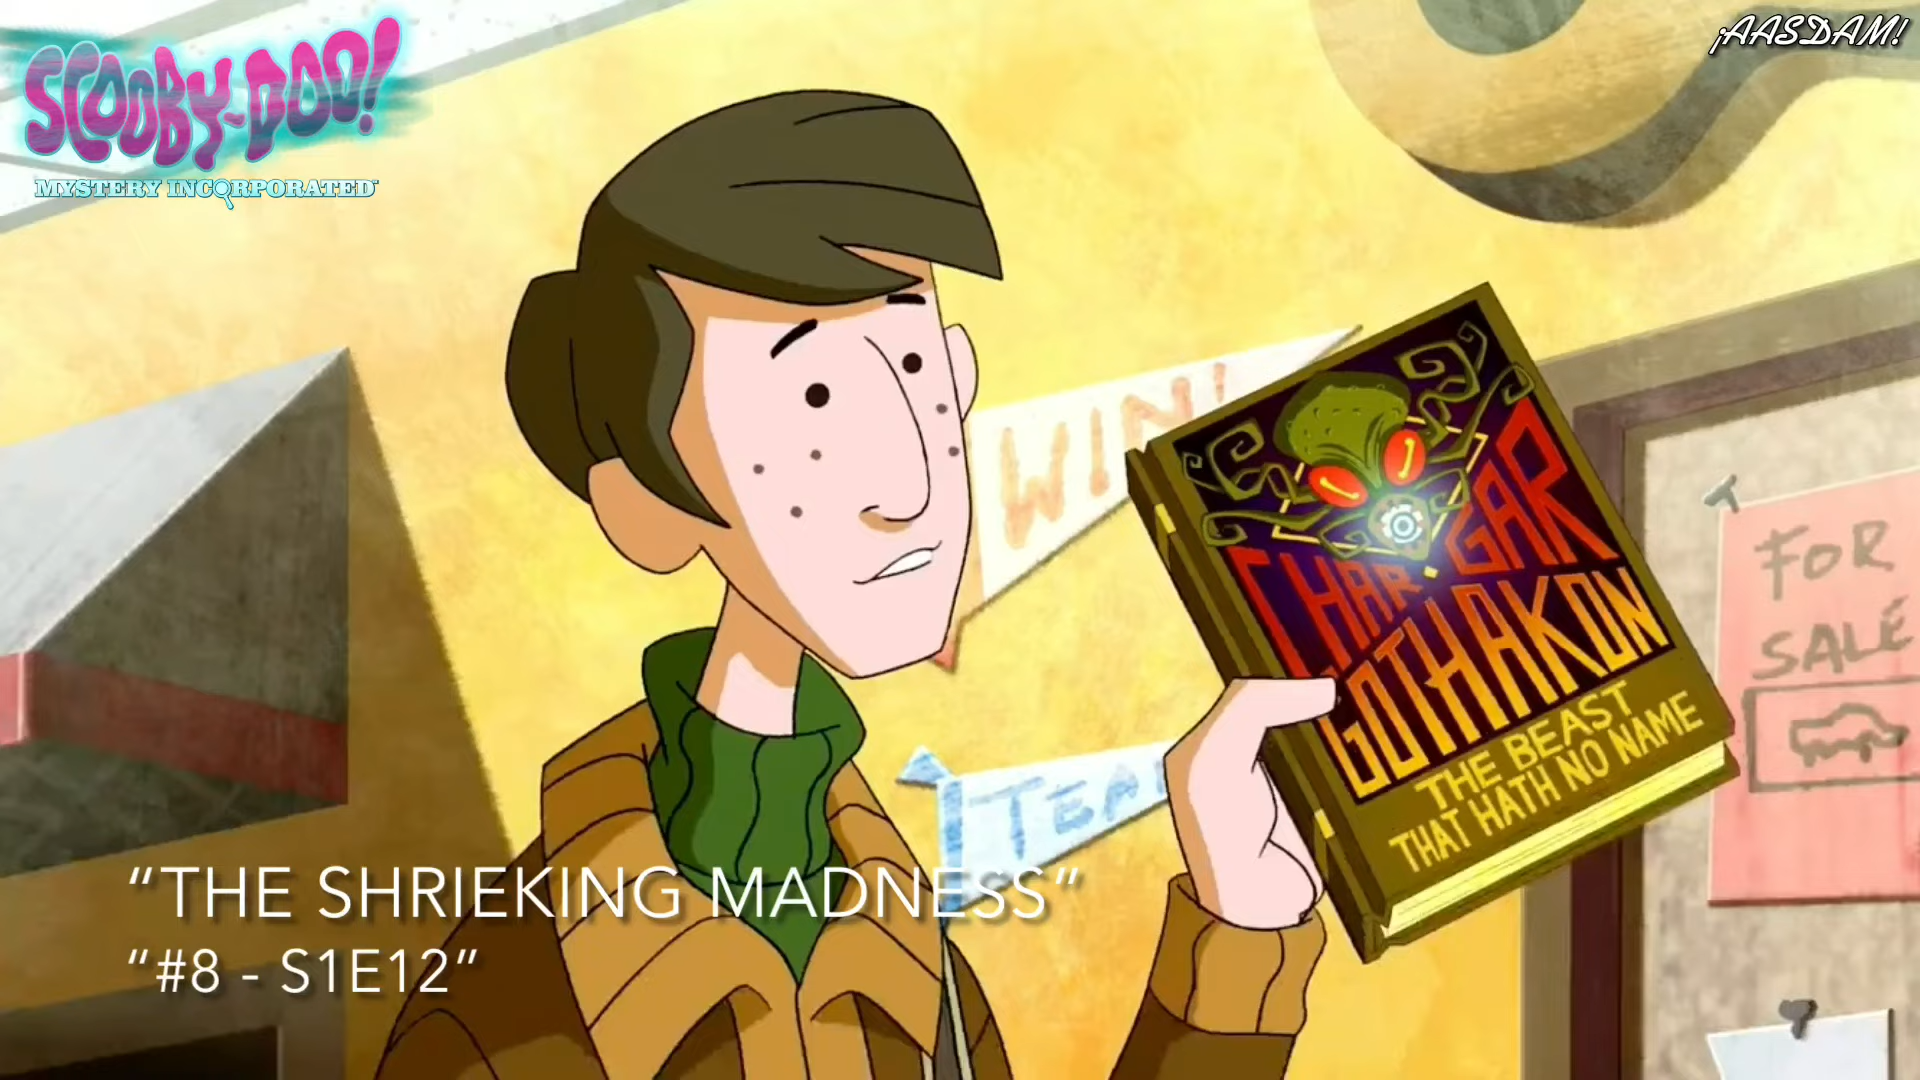 SCOOBY-DOO!
MYSTERY INCORPORATED
¡AASDAM!
WIN!
CHAR GAR
GOTHAKON
THE BEAST
THAT HATH NO NAME
FOR
SALE
TEA
“THE SHRIEKING MADNESS”
“#8 - S1E12”